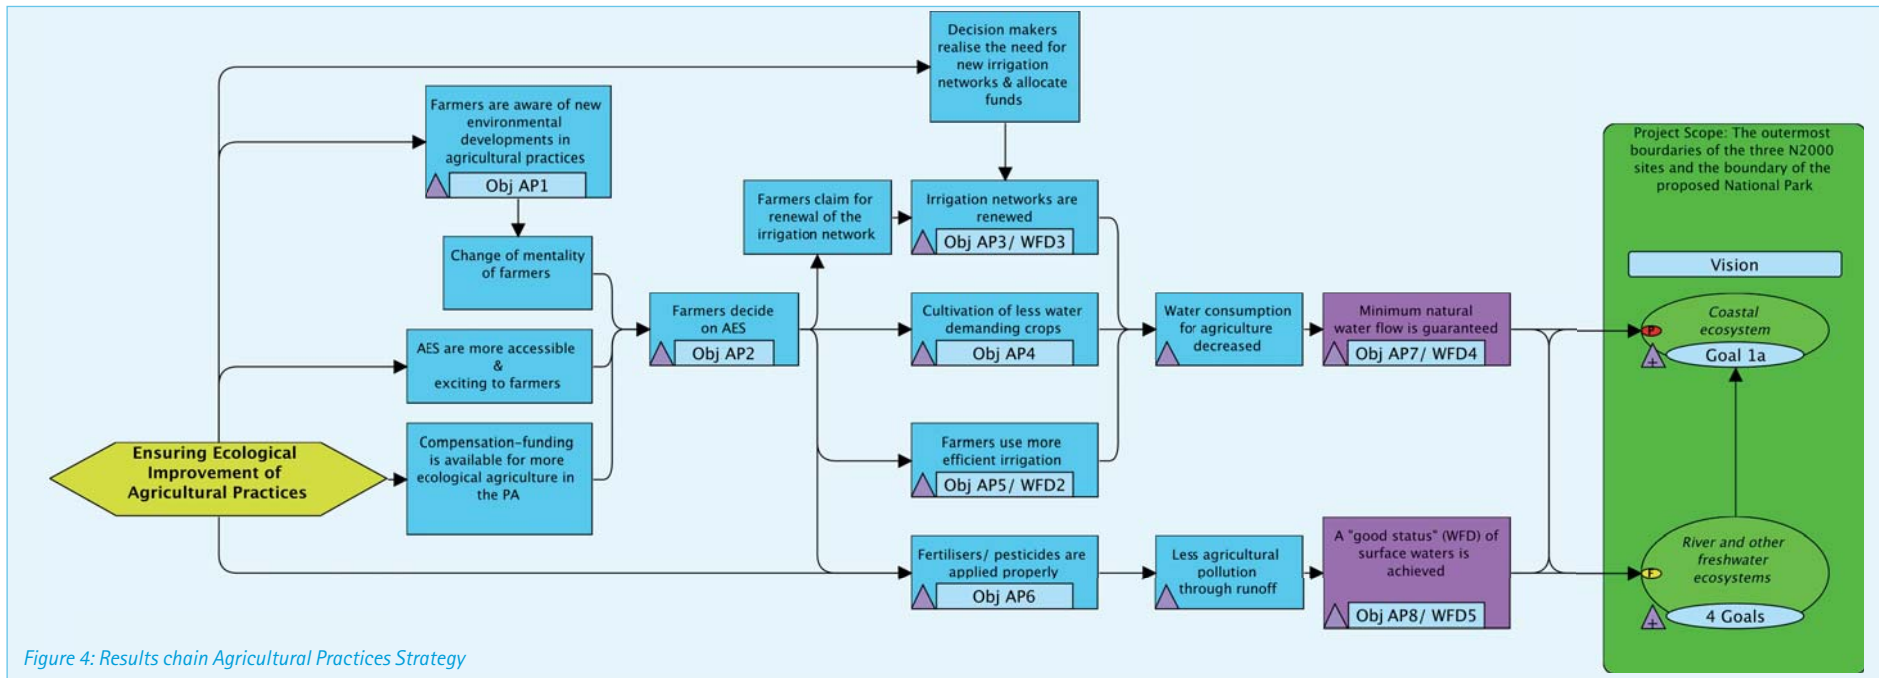 Decision makers
realise the need for
new irrigation
networks & allocate
funds
Farmers are aware of new
environmental
developments in
agricultural practices
Obj AP1
Project Scope: The outermost
bourdaries of the three N2000
sites and the boundary of the
proposed National Park
Farmers claim for
renewal of the
irrigation network
Irrigation networks are
renewed
Obj AP3/ WFD3
Change of mentality
of farmers
Vision
Farmers decide
on AES
Obj AP2
Cultivation of less water
demanding crops
Obj AP4
Water consumption
for agriculture
decreased
Minimum natural
water flow is guaranteed
Obj AP7/ WFD4
Coastal
ecosystem
Goal 1a
AES are more accessible
&
exciting to farmers
Ensuring Ecological
Improvement of
Agricultural Practices
Compensation-funding
is available for more
ecological agriculture in
the PA
Farmers use more
efficient irrigation
Obj AP5/ WFD2
Fertilisers/ pesticides are
applied properly
Obj AP6
Less agricultural
pollution
through runoff
A "good status" (WFD) of
surface waters is
achieved
Obj AP8/ WFD5
River and other
freshwater
ecosystems
4 Goals
Figure 4: Results chain Agricultural Practices Strategy